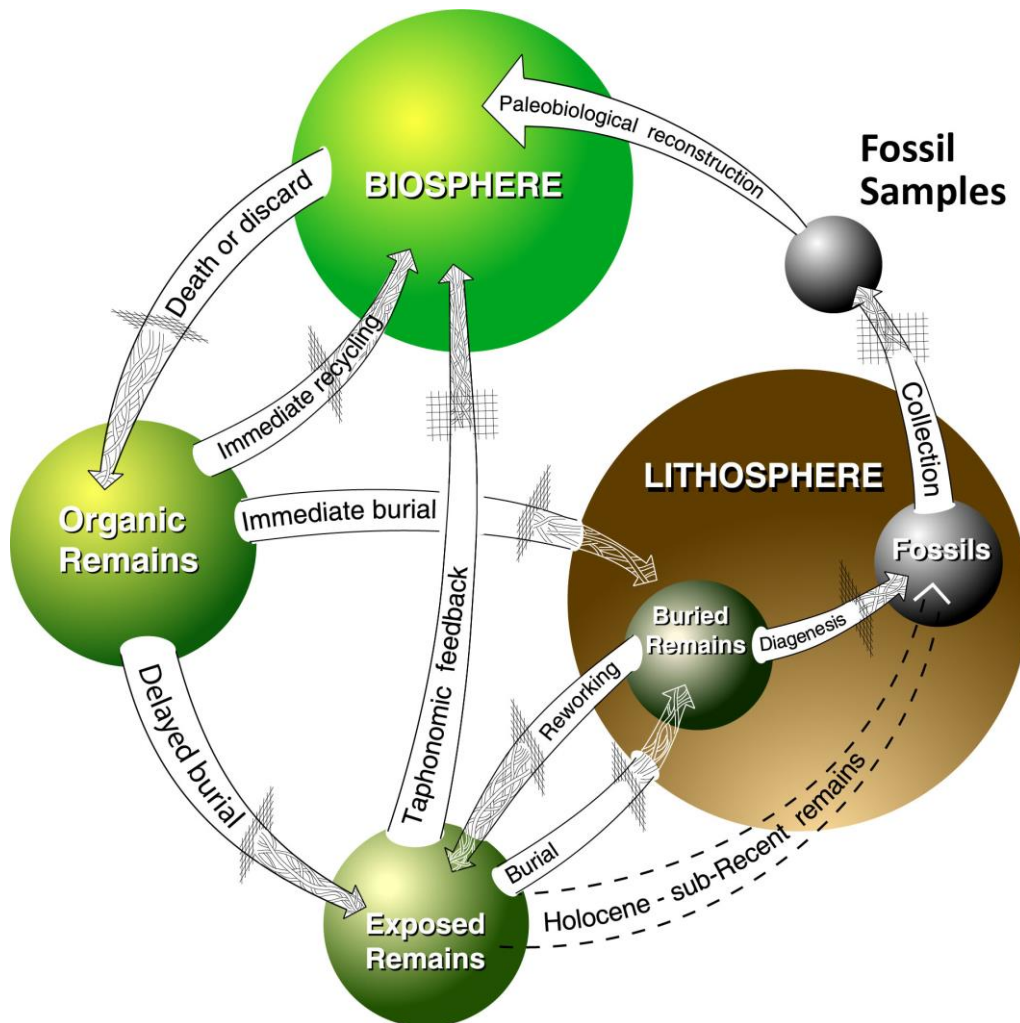 Paleobiological reconstruction
Fossil
Samples
BIOSPHERE
Death or discard
Immediate recycling
Collection
LITHOSPHERE
Organic
Remains
Immediate burial
Fossils
Buried
Remains
Diagenesis
Taphonomic feedback
Reworking
Delayed burial
Burial
Holocene - sub-Recent remains
Exposed
Remains